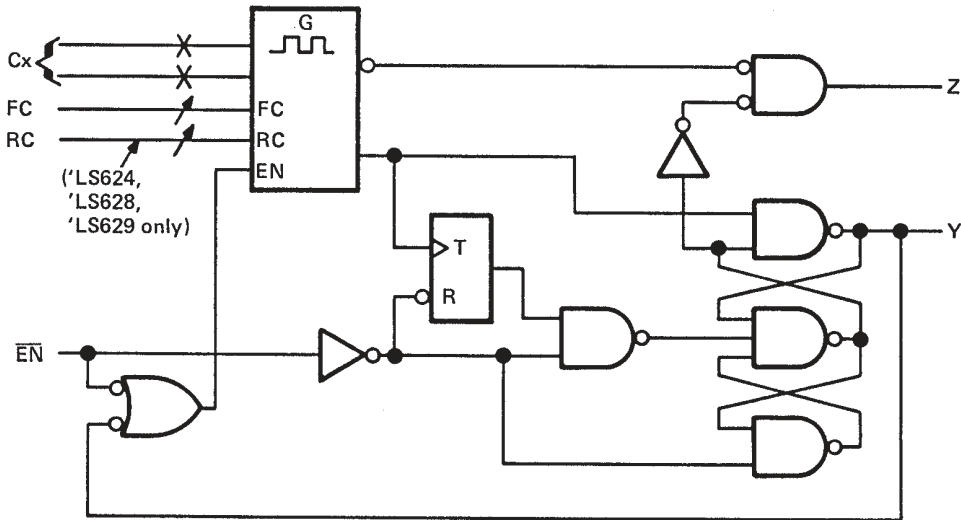 G
Cx
FC
FC
RC
RC
EN
('LS624,
'LS628,
'LS629 only)
Z
T
R
Y
EN